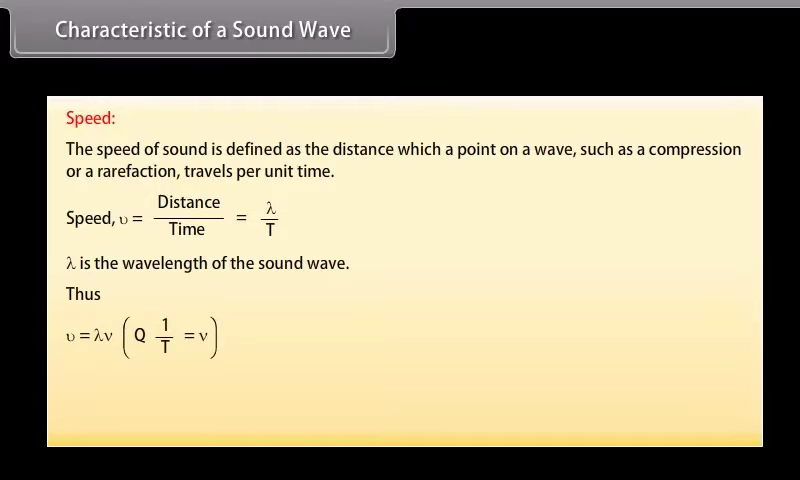 Characteristic of a Sound Wave
Speed:
The speed of sound is defined as the distance which a point on a wave, such as a compression
or a rarefaction, travels per unit time.
Speed, υ = Distance / Time = λ / T
λ is the wavelength of the sound wave.
Thus
υ = λν ( Q 1 / T = ν )